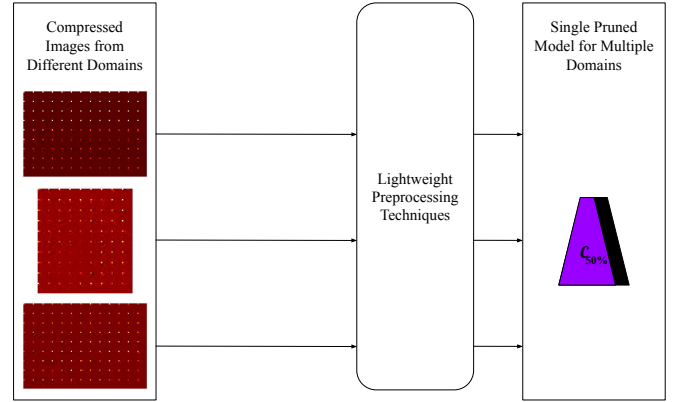 Compressed
Images from
Different Domains
Lightweight
Preprocessing
Techniques
Single Pruned
Model for Multiple
Domains
C50%